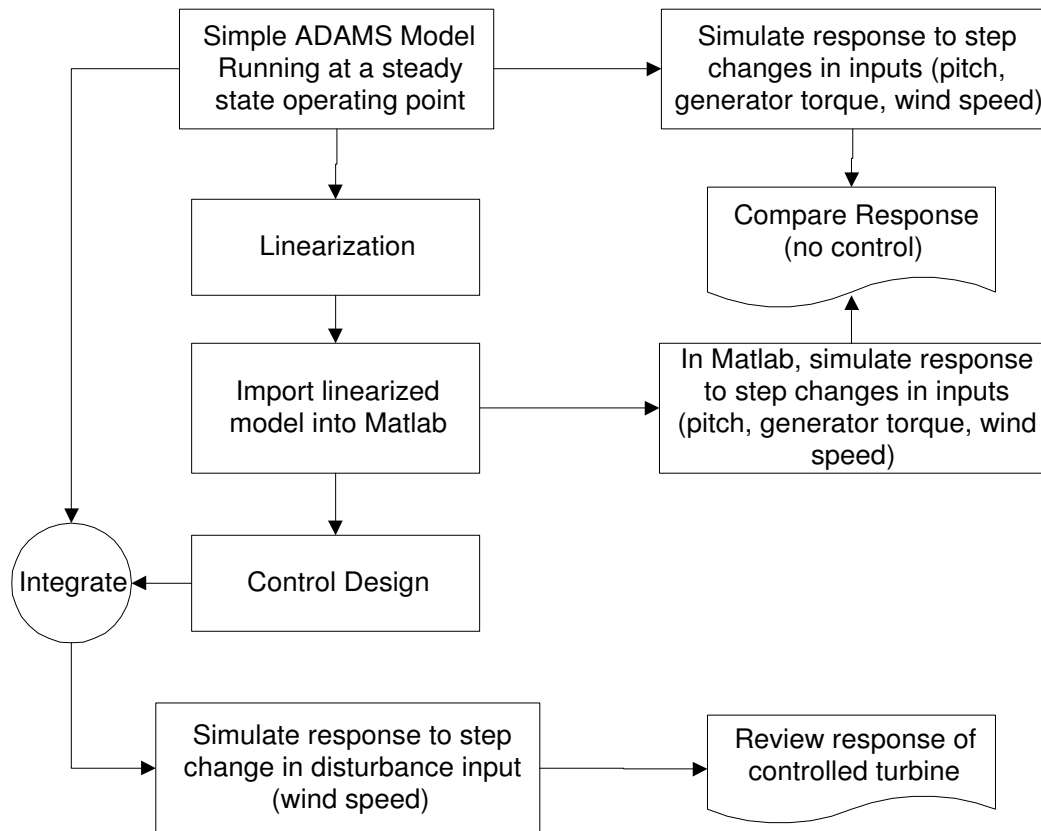 Simple ADAMS Model
Running at a steady
state operating point
Simulate response to step
changes in inputs (pitch,
generator torque, wind speed)
Linearization
Compare Response
(no control)
Import linearized
model into Matlab
In Matlab, simulate response
to step changes in inputs
(pitch, generator torque, wind
speed)
Integrate
Control Design
Simulate response to step
change in disturbance input
(wind speed)
Review response of
controlled turbine